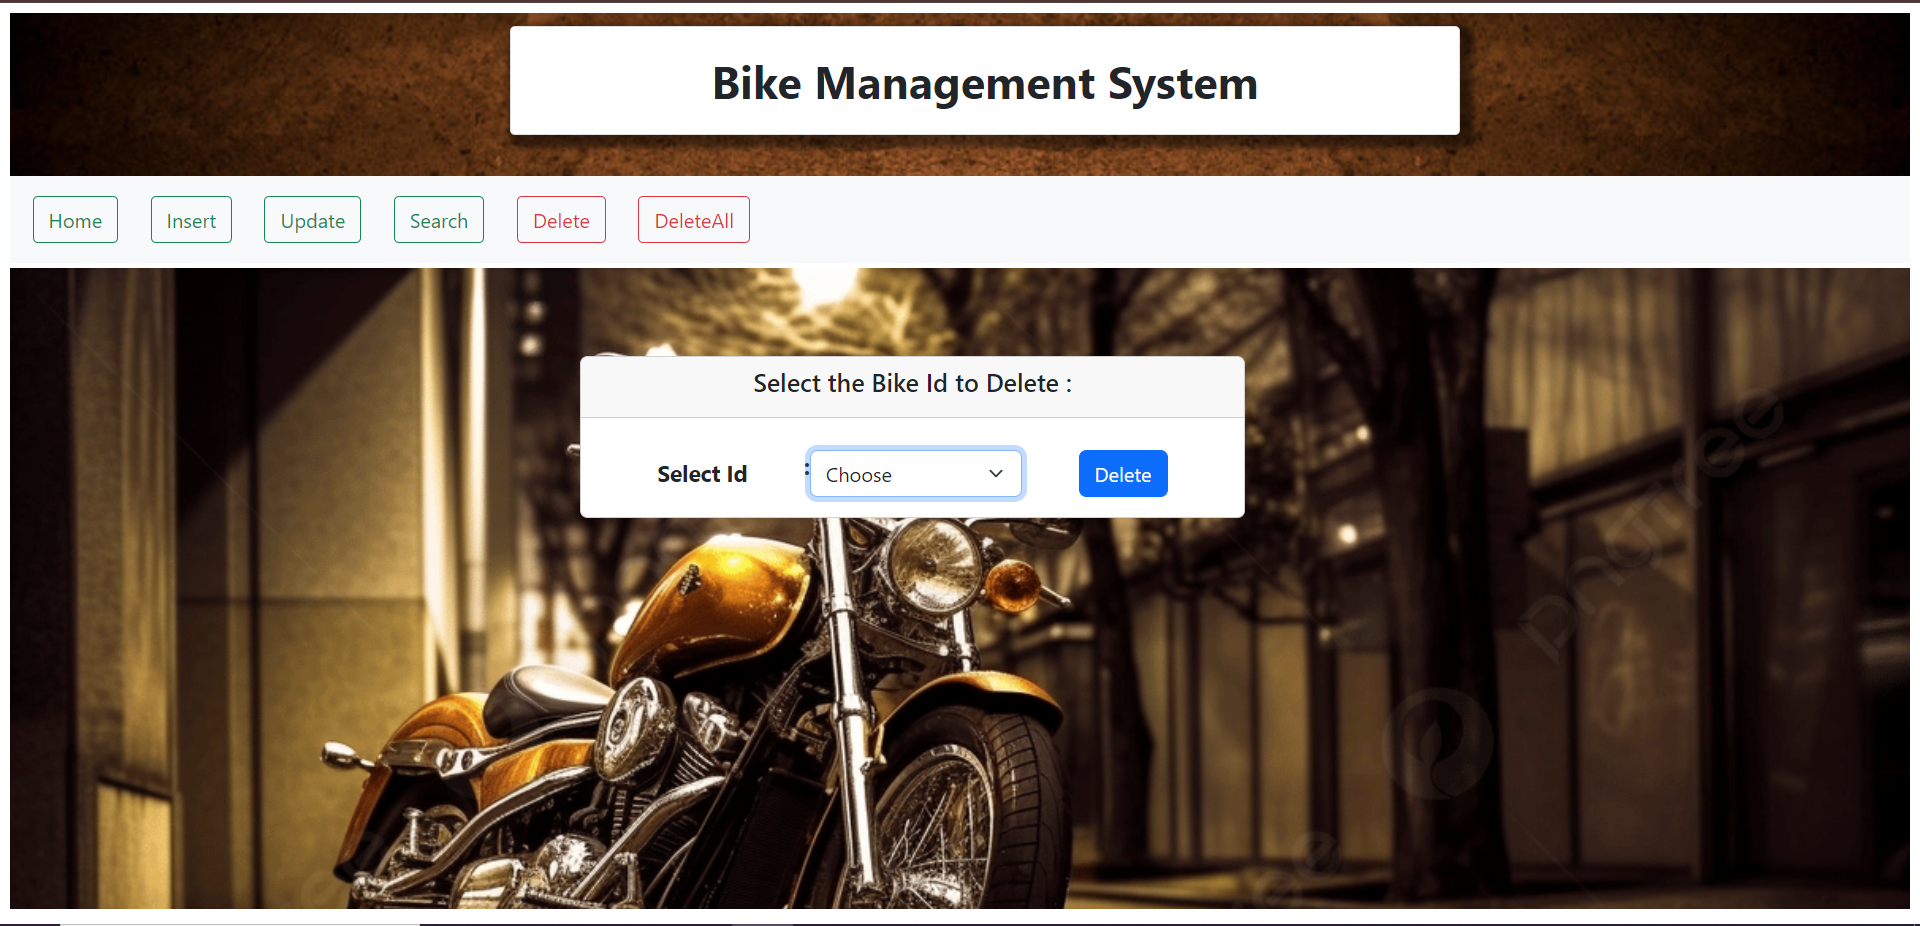 Bike Management System
Home Insert Update Search Delete DeleteAll
Select the Bike Id to Delete :
Select Id : Choose Delete
pngtree